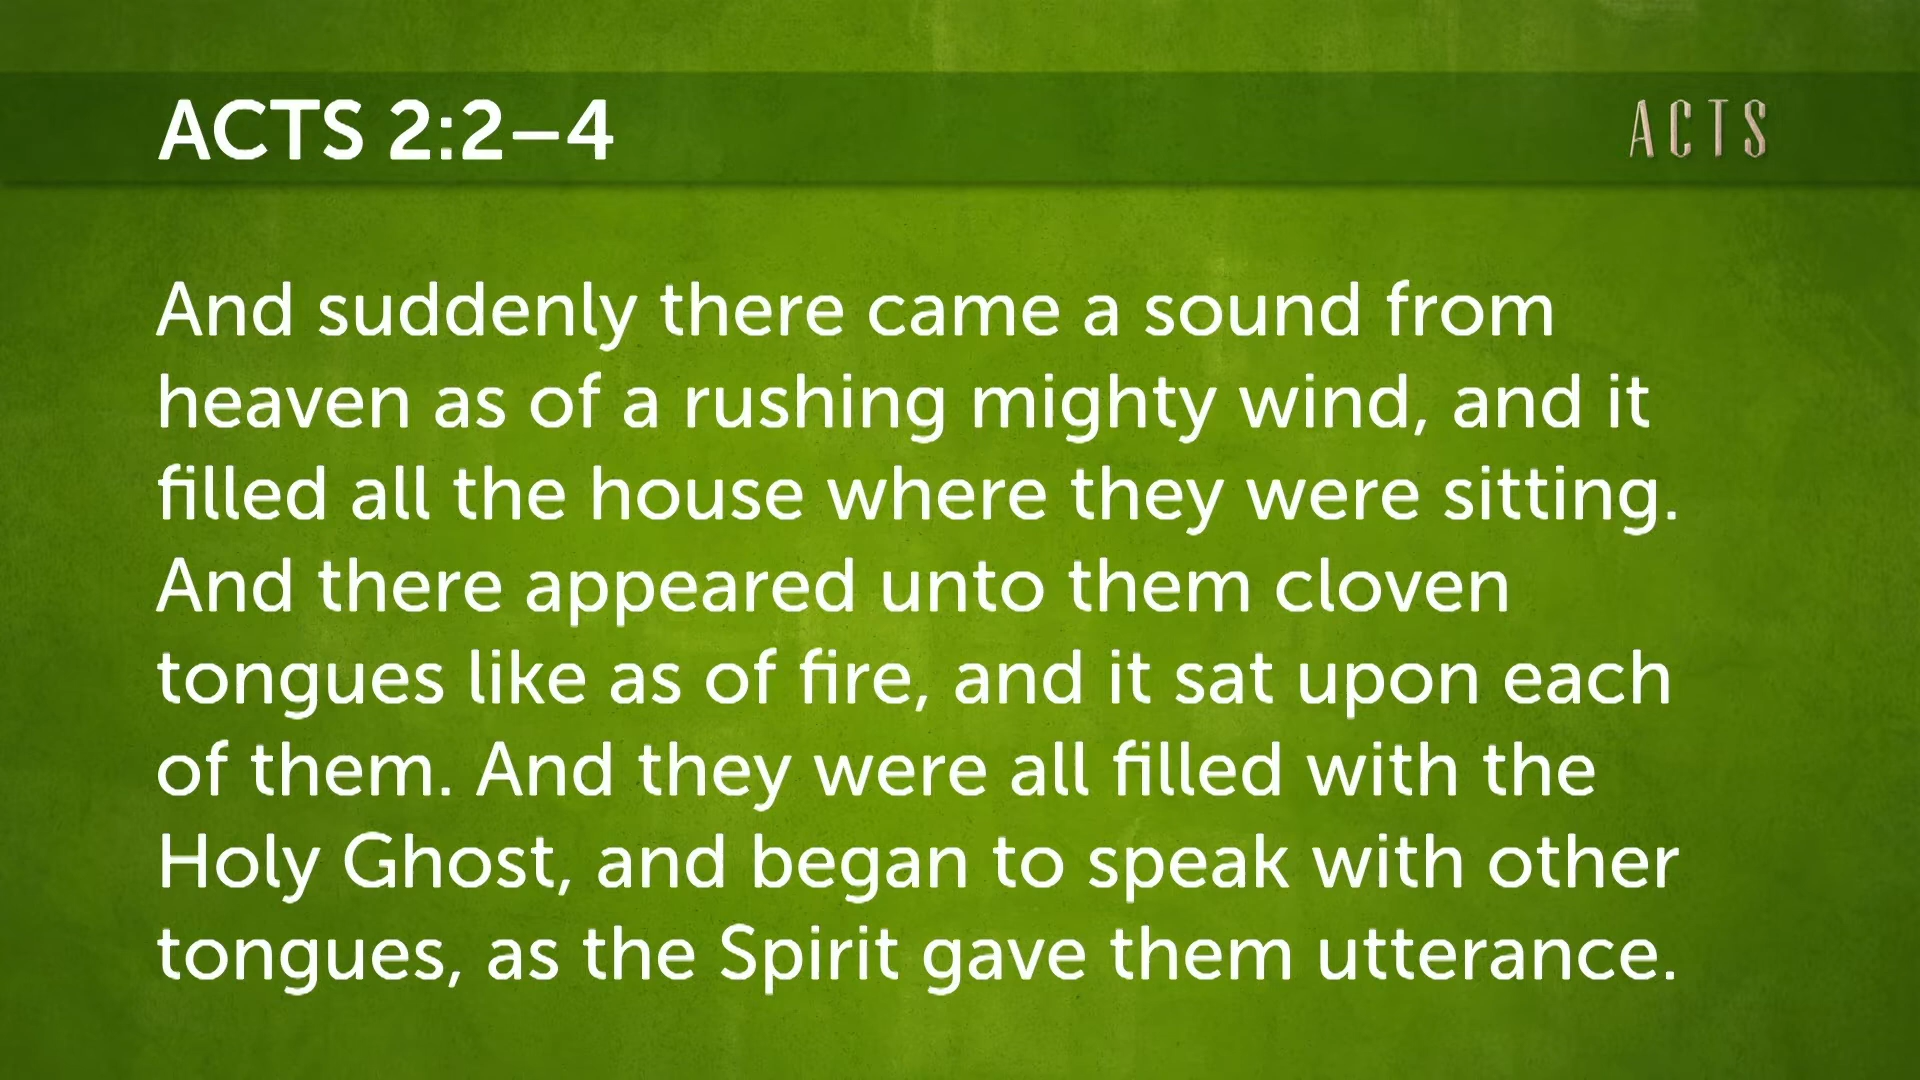 ACTS 2:2–4
ACTS
And suddenly there came a sound from
heaven as of a rushing mighty wind, and it
filled all the house where they were sitting.
And there appeared unto them cloven
tongues like as of fire, and it sat upon each
of them. And they were all filled with the
Holy Ghost, and began to speak with other
tongues, as the Spirit gave them utterance.